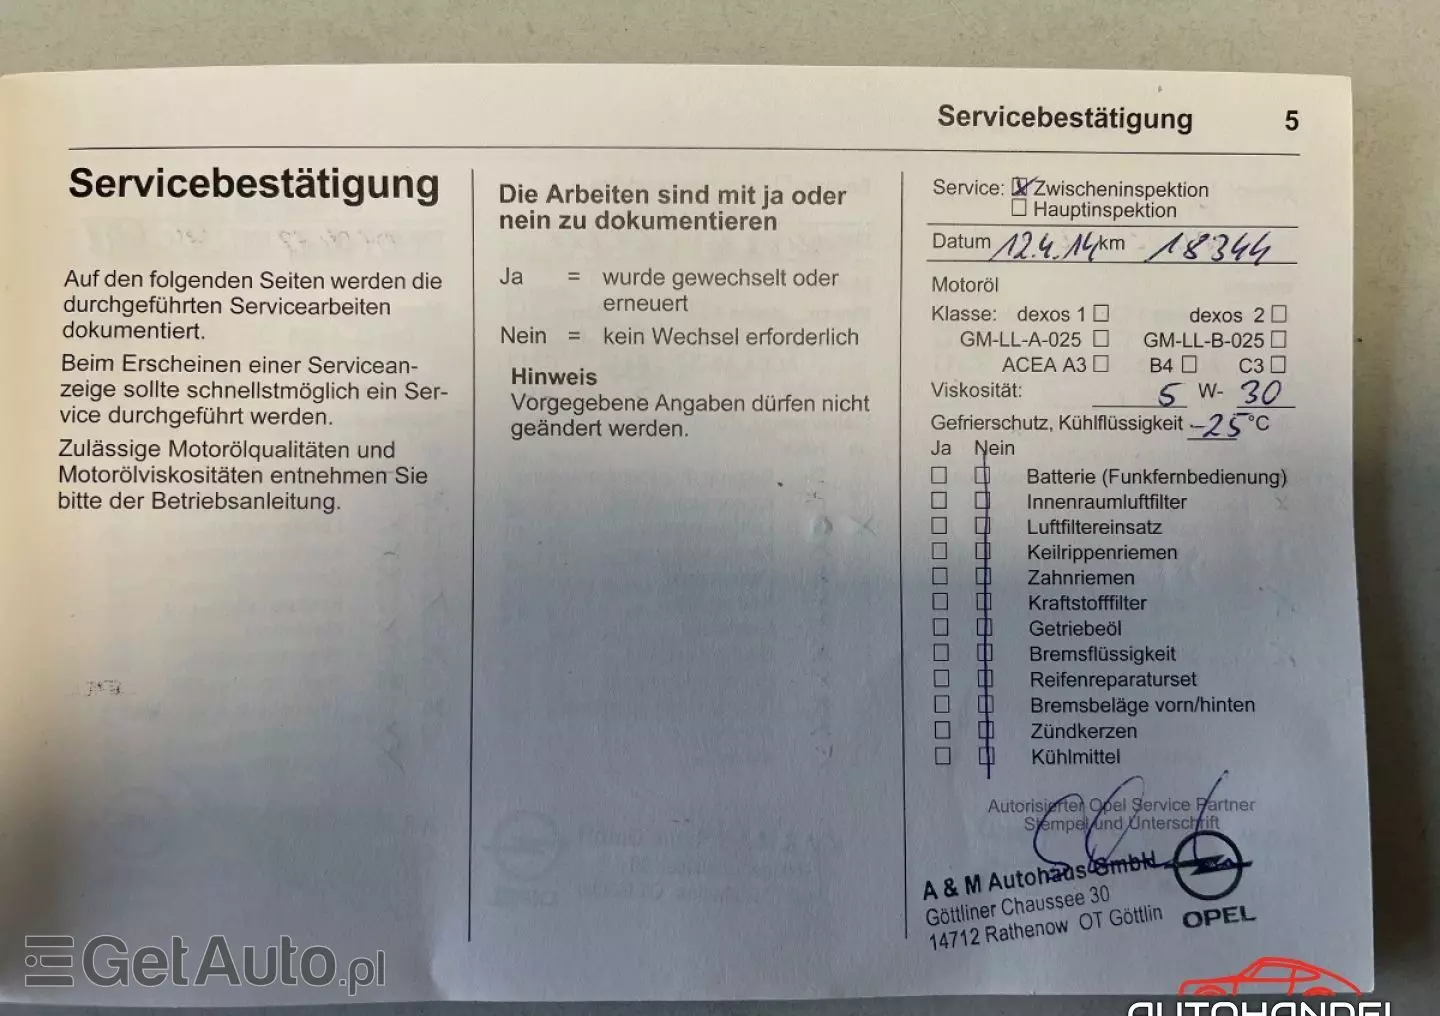 Servicebestätigung 5
Servicebestätigung
Auf den folgenden Seiten werden die
durchgeführten Servicearbeiten
dokumentiert.
Beim Erscheinen einer Servicean-
zeige sollte schnellstmöglich ein Ser-
vice durchgeführt werden.
Zulässige Motorölqualitäten und
Motorölviskositäten entnehmen Sie
bitte der Betriebsanleitung.
Die Arbeiten sind mit ja oder
nein zu dokumentieren
Ja = wurde gewechselt oder
erneuert
Nein = kein Wechsel erforderlich
Hinweis
Vorgegebene Angaben dürfen nicht
geändert werden.
Service: ☒ Zwischeninspektion
☐ Hauptinspektion
Datum 12.4.14 km 18344
Motoröl
Klasse: dexos 1 ☐ dexos 2 ☐
GM-LL-A-025 ☐ GM-LL-B-025 ☐
ACEA A3 ☐ B4 ☐ C3 ☐
Viskosität: 5 W- 30
Gefrierschutz, Kühlflüssigkeit -25 °C
Ja Nein
☐ ☐ Batterie (Funkfernbedienung)
☐ ☐ Innenraumluftfilter
☐ ☐ Luftfiltereinsatz
☐ ☐ Keilrippenriemen
☐ ☐ Zahnriemen
☐ ☐ Kraftstofffilter
☐ ☐ Getriebeöl
☐ ☐ Bremsflüssigkeit
☐ ☐ Reifenreparaturset
☐ ☐ Bremsbeläge vorn/hinten
☐ ☐ Zündkerzen
☐ ☐ Kühlmittel
Autorisierter Opel Service Partner
Stempel und Unterschrift
A & M Autohaus GmbH
Göttliner Chaussee 30
14712 Rathenow OT Göttlin
OPEL
GetAuto.pl
AUTOHANDEL